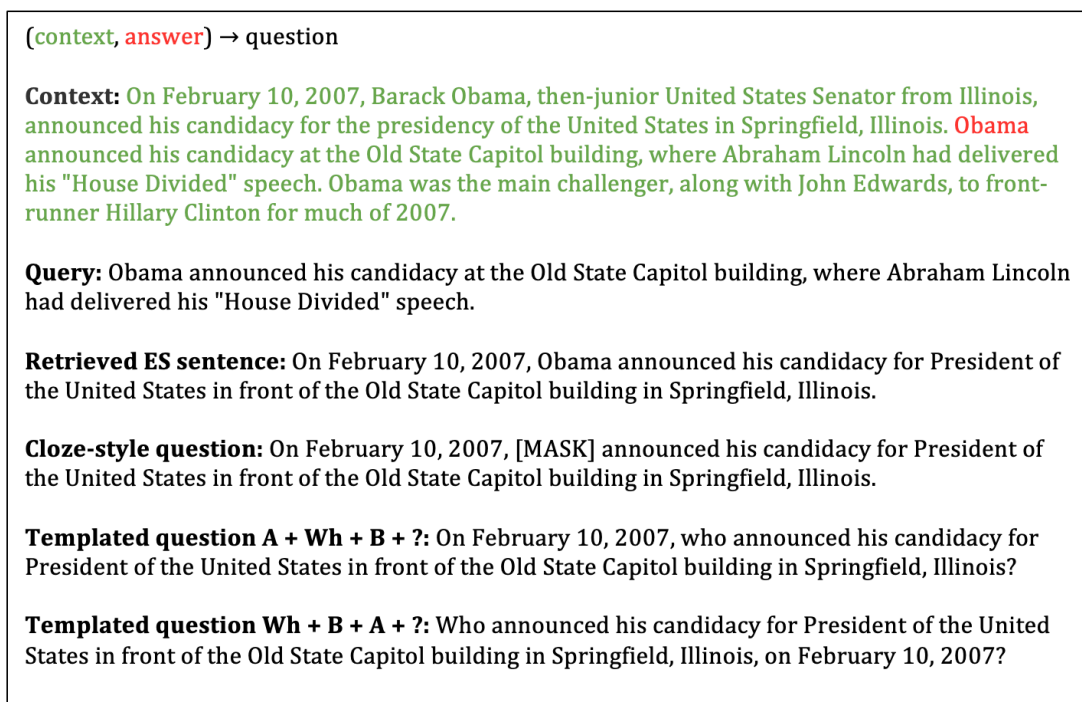 (context, answer) → question
Context: On February 10, 2007, Barack Obama, then-junior United States Senator from Illinois,
announced his candidacy for the presidency of the United States in Springfield, Illinois. Obama
announced his candidacy at the Old State Capitol building, where Abraham Lincoln had delivered
his "House Divided" speech. Obama was the main challenger, along with John Edwards, to front-
runner Hillary Clinton for much of 2007.
Query: Obama announced his candidacy at the Old State Capitol building, where Abraham Lincoln
had delivered his "House Divided" speech.
Retrieved ES sentence: On February 10, 2007, Obama announced his candidacy for President of
the United States in front of the Old State Capitol building in Springfield, Illinois.
Cloze-style question: On February 10, 2007, [MASK] announced his candidacy for President of
the United States in front of the Old State Capitol building in Springfield, Illinois.
Templated question A + Wh + B + ?: On February 10, 2007, who announced his candidacy for
President of the United States in front of the Old State Capitol building in Springfield, Illinois?
Templated question Wh + B + A + ?: Who announced his candidacy for President of the United
States in front of the Old State Capitol building in Springfield, Illinois, on February 10, 2007?